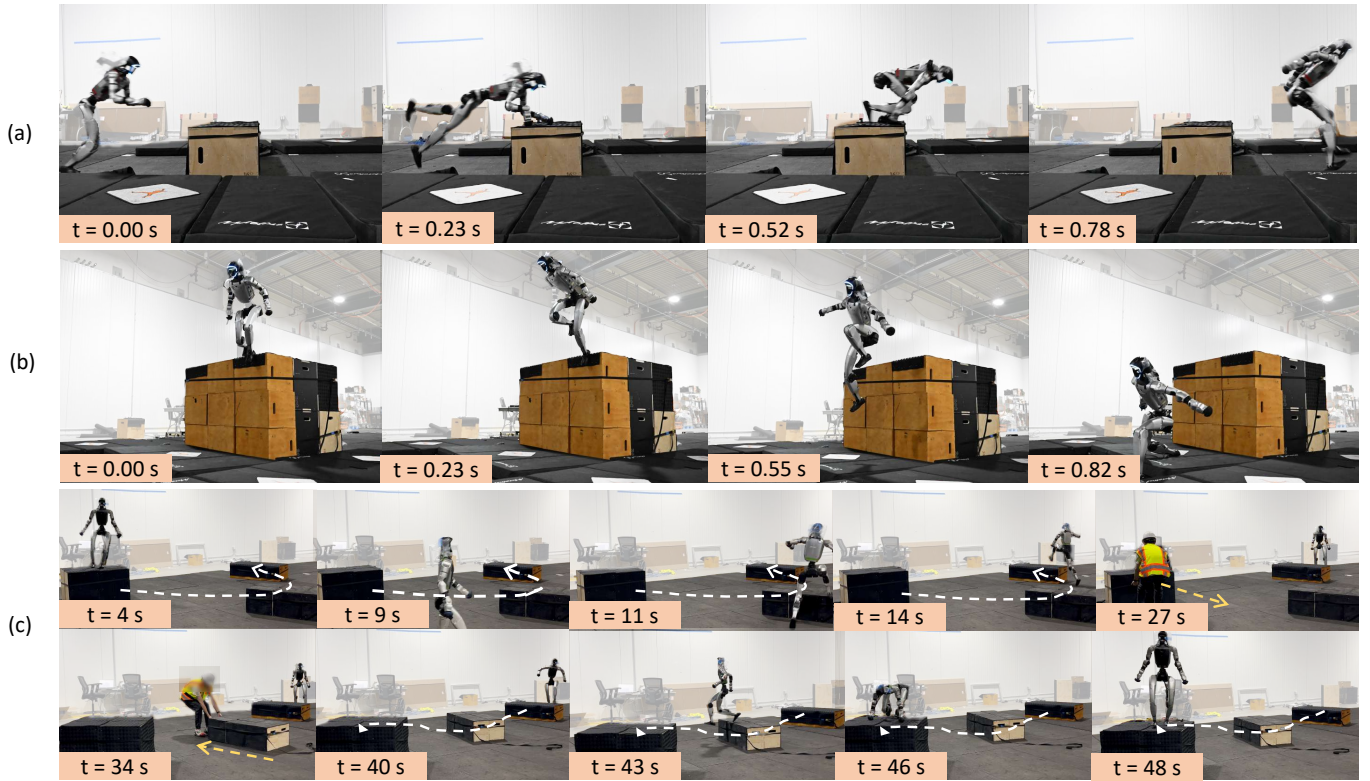 (a)
t = 0.00 s
t = 0.23 s
t = 0.52 s
t = 0.78 s
(b)
t = 0.00 s
t = 0.23 s
t = 0.55 s
t = 0.82 s
(c)
t = 4 s
t = 9 s
t = 11 s
t = 14 s
t = 27 s
t = 34 s
t = 40 s
t = 43 s
t = 46 s
t = 48 s